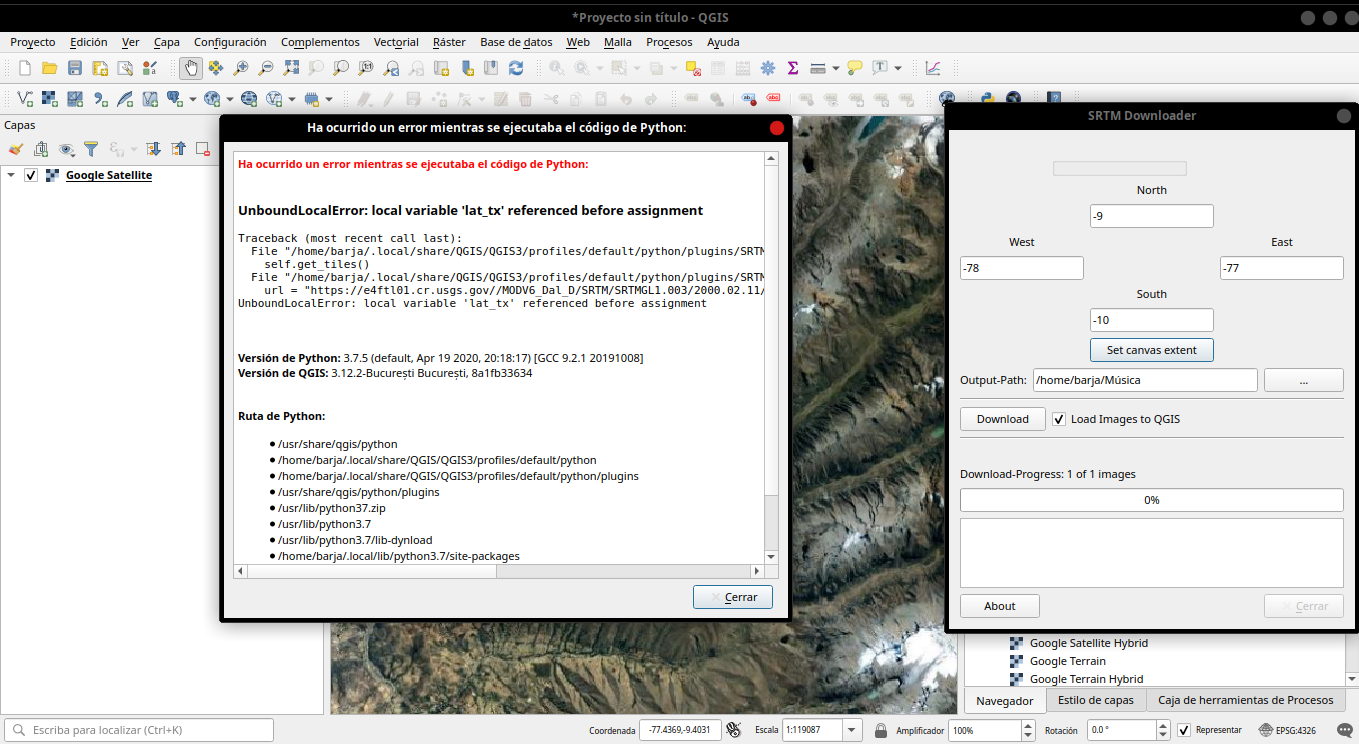 *Proyecto sin título - QGIS
Proyecto Edición Ver Capa Configuración Complementos Vectorial Ráster Base de datos Web Malla Procesos Ayuda
Capas
Google Satellite
Ha ocurrido un error mientras se ejecutaba el código de Python:
Ha ocurrido un error mientras se ejecutaba el código de Python:
UnboundLocalError: local variable 'lat_tx' referenced before assignment
Traceback (most recent call last):
File "/home/barja/.local/share/QGIS/QGIS3/profiles/default/python/plugins/SRTM
self.get_tiles()
File "/home/barja/.local/share/QGIS/QGIS3/profiles/default/python/plugins/SRTM
url = "https://e4ftl01.cr.usgs.gov//MODV6_Dal_D/SRTM/SRTMGL1.003/2000.02.11/
UnboundLocalError: local variable 'lat_tx' referenced before assignment
Versión de Python: 3.7.5 (default, Apr 19 2020, 20:18:17) [GCC 9.2.1 20191008]
Versión de QGIS: 3.12.2-București București, 8a1fb33634
Ruta de Python:
/usr/share/qgis/python
/home/barja/.local/share/QGIS/QGIS3/profiles/default/python
/home/barja/.local/share/QGIS/QGIS3/profiles/default/python/plugins
/usr/share/qgis/python/plugins
/usr/lib/python37.zip
/usr/lib/python3.7
/usr/lib/python3.7/lib-dynload
/home/barja/.local/lib/python3.7/site-packages
Cerrar
SRTM Downloader
North
-9
West East
-78 -77
South
-10
Set canvas extent
Output-Path: /home/barja/Música ...
Download Load Images to QGIS
Download-Progress: 1 of 1 images
0%
About Cerrar
Google Satellite Hybrid
Google Terrain
Google Terrain Hybrid
Navegador Estilo de capas Caja de herramientas de Procesos
Escriba para localizar (Ctrl+K) Coordenada -77.4369,-9.4031 Escala 1:119087 Amplificador 100% Rotación 0.0 ° Representar EPSG:4326